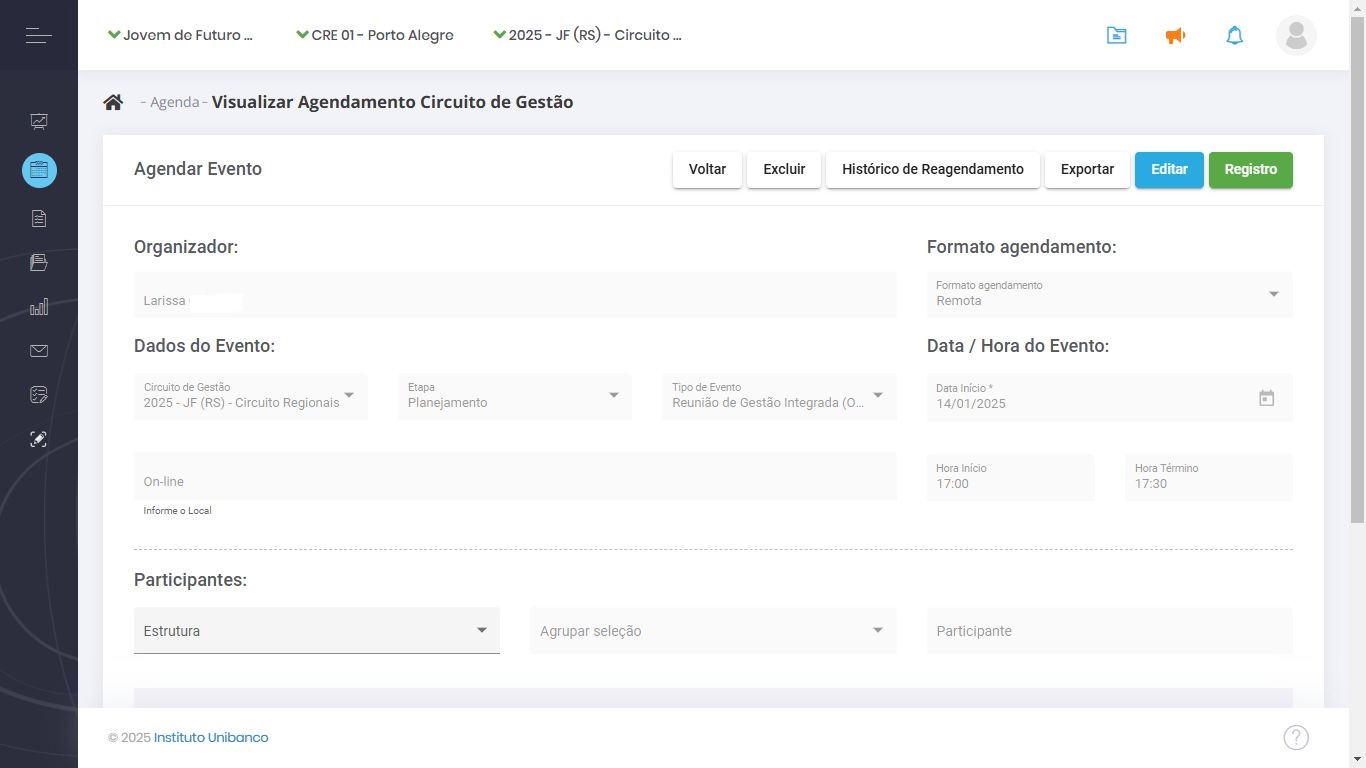 Jovem de Futuro ... CRE 01 - Porto Alegre 2025 - JF (RS) - Circuito ...
- Agenda - Visualizar Agendamento Circuito de Gestão
Agendar Evento Voltar Excluir Histórico de Reagendamento Exportar Editar Registro
Organizador: Formato agendamento:
Larissa
Formato agendamento
Remota
Dados do Evento: Data / Hora do Evento:
Circuito de Gestão Etapa Tipo de Evento Data Início *
2025 - JF (RS) - Circuito Regionais Planejamento Reunião de Gestão Integrada (O... 14/01/2025
On-line
Informe o Local
Hora Início Hora Término
17:00 17:30
Participantes:
Estrutura Agrupar seleção Participante
© 2025 Instituto Unibanco ?